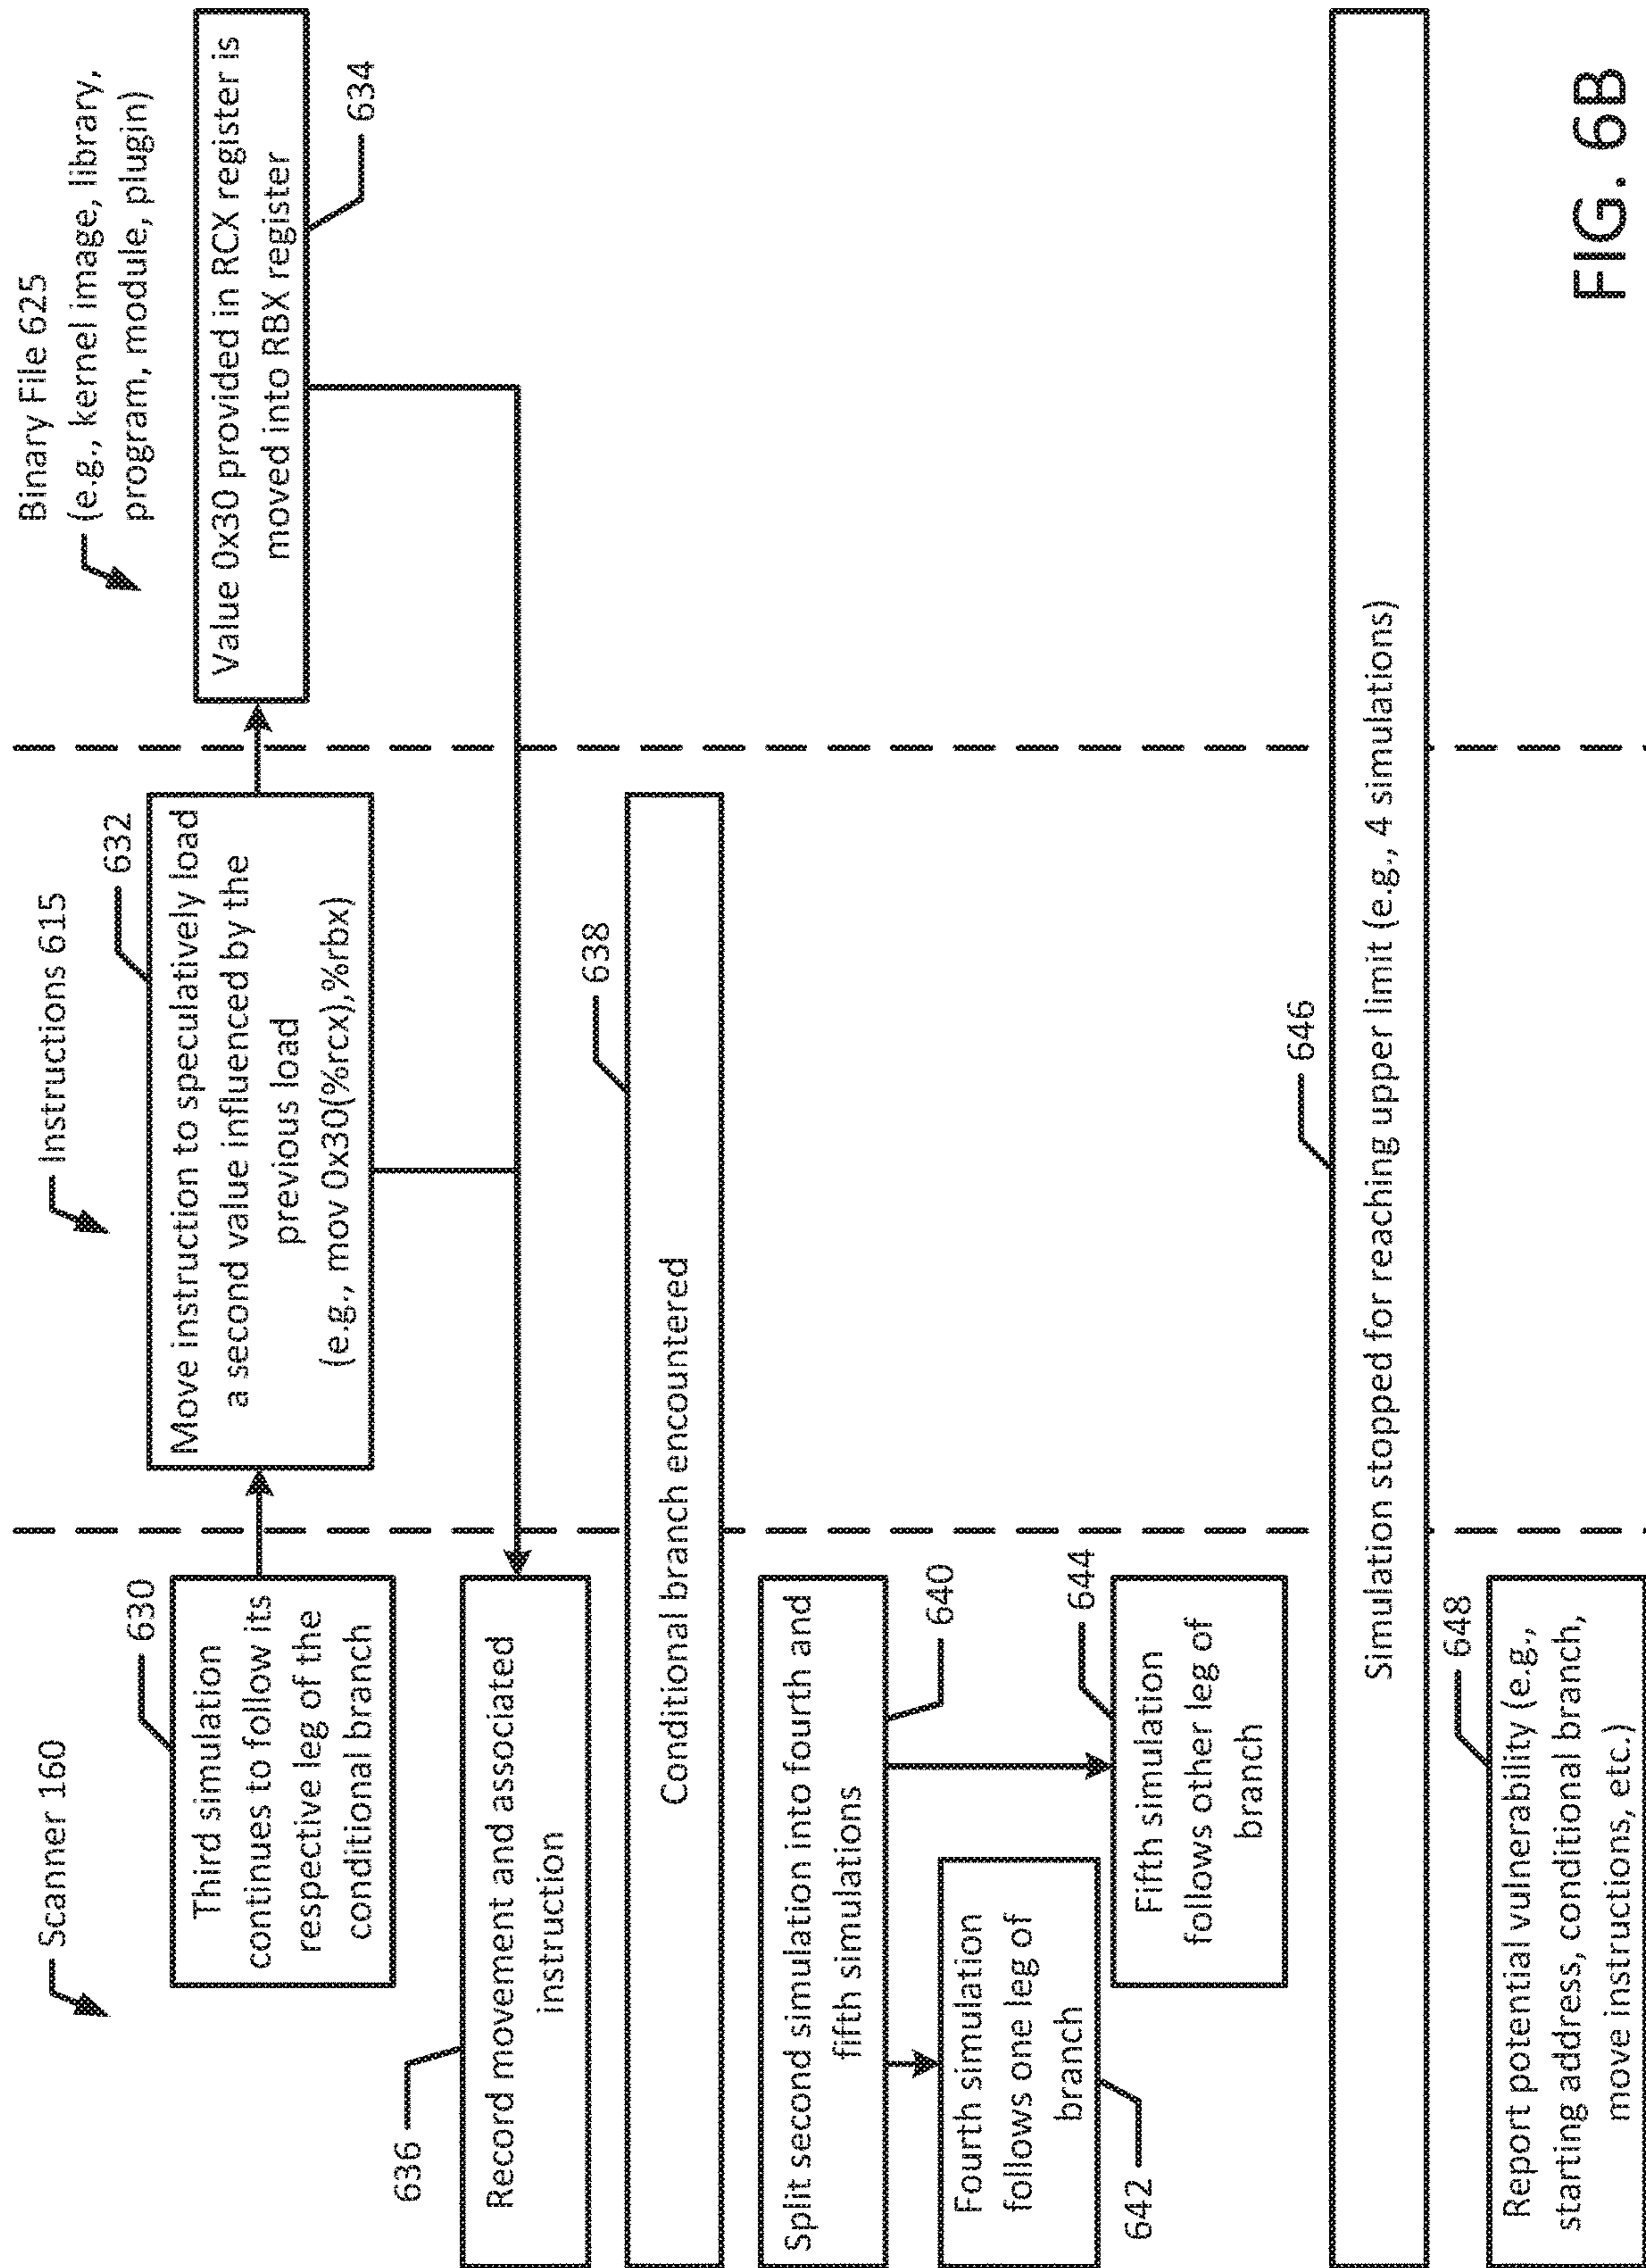 Scanner 160
Instructions 615
Binary File 625
(e.g., kernel image, library,
program, module, plugin)
630
Third simulation
continues to follow its
respective leg of the
conditional branch
632
Move instruction to speculatively load
a second value influenced by the
previous load
(e.g., mov 0x30(%rcx),%rbx)
Value 0x30 provided in RCX register is
moved into RBX register
634
636
Record movement and associated
instruction
638
Conditional branch encountered
Split second simulation into fourth and
fifth simulations
640
Fourth simulation
follows one leg of
branch
642
644
Fifth simulation
follows other leg of
branch
646
Simulation stopped for reaching upper limit (e.g., 4 simulations)
648
Report potential vulnerability (e.g.,
starting address, conditional branch,
move instructions, etc.)
FIG. 6B